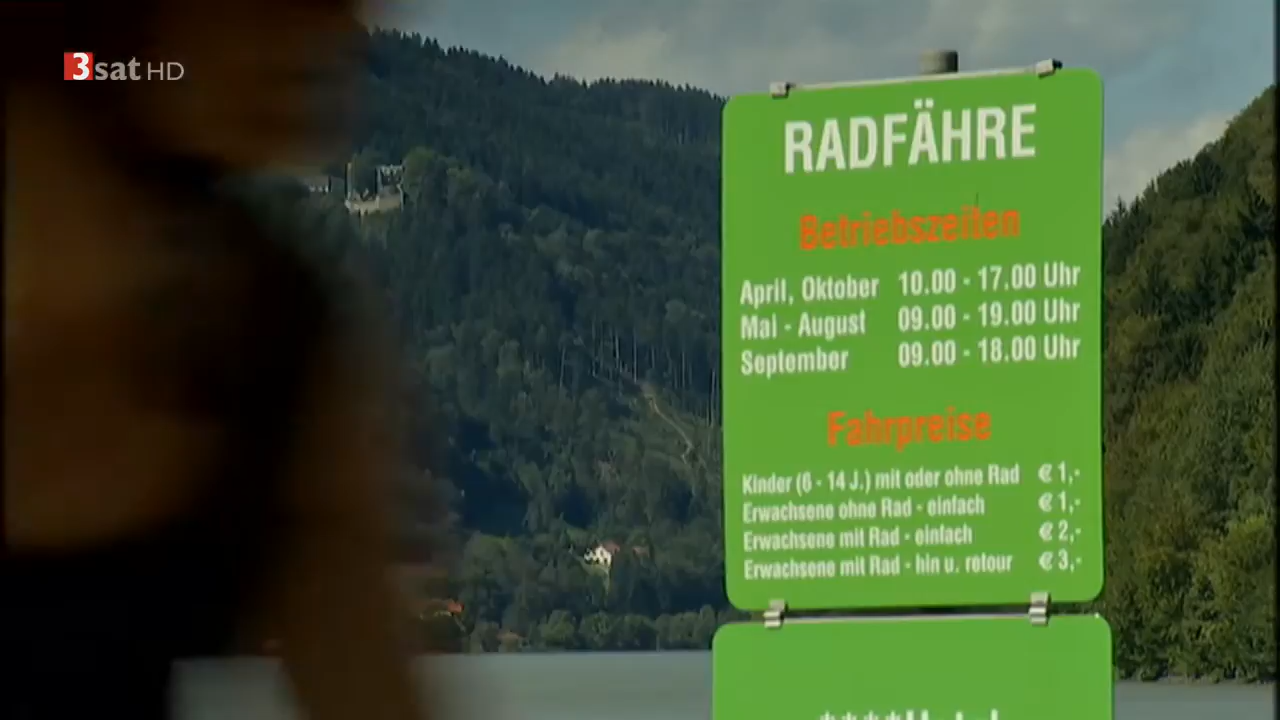 3sat HD
RADFÄHRE
Betriebszeiten
April, Oktober 10.00 - 17.00 Uhr
Mai - August 09.00 - 19.00 Uhr
September 09.00 - 18.00 Uhr
Fahrpreise
Kinder (6 - 14 J.) mit oder ohne Rad € 1,-
Erwachsene ohne Rad - einfach € 1,-
Erwachsene mit Rad - einfach € 2,-
Erwachsene mit Rad - hin u. retour € 3,-